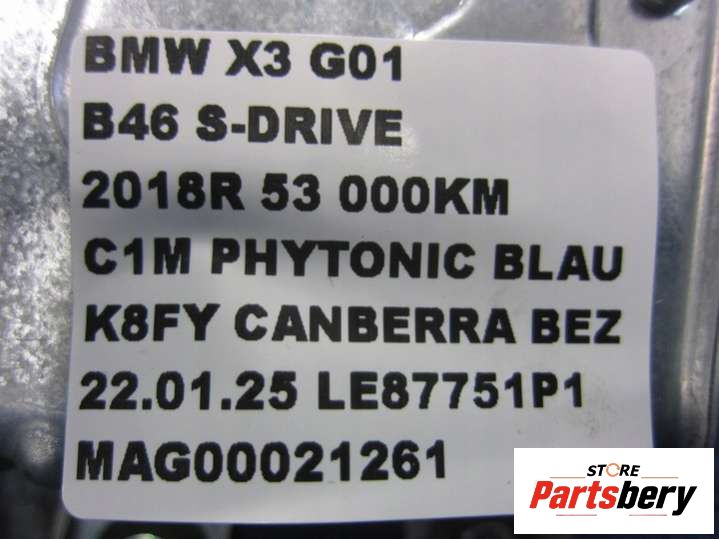 BMW X3 G01
B46 S-DRIVE
2018R 53 000KM
C1M PHYTONIC BLAU
K8FY CANBERRA BEZ
22.01.25 LE87751P1
MAG00021261
STORE
Partsbery